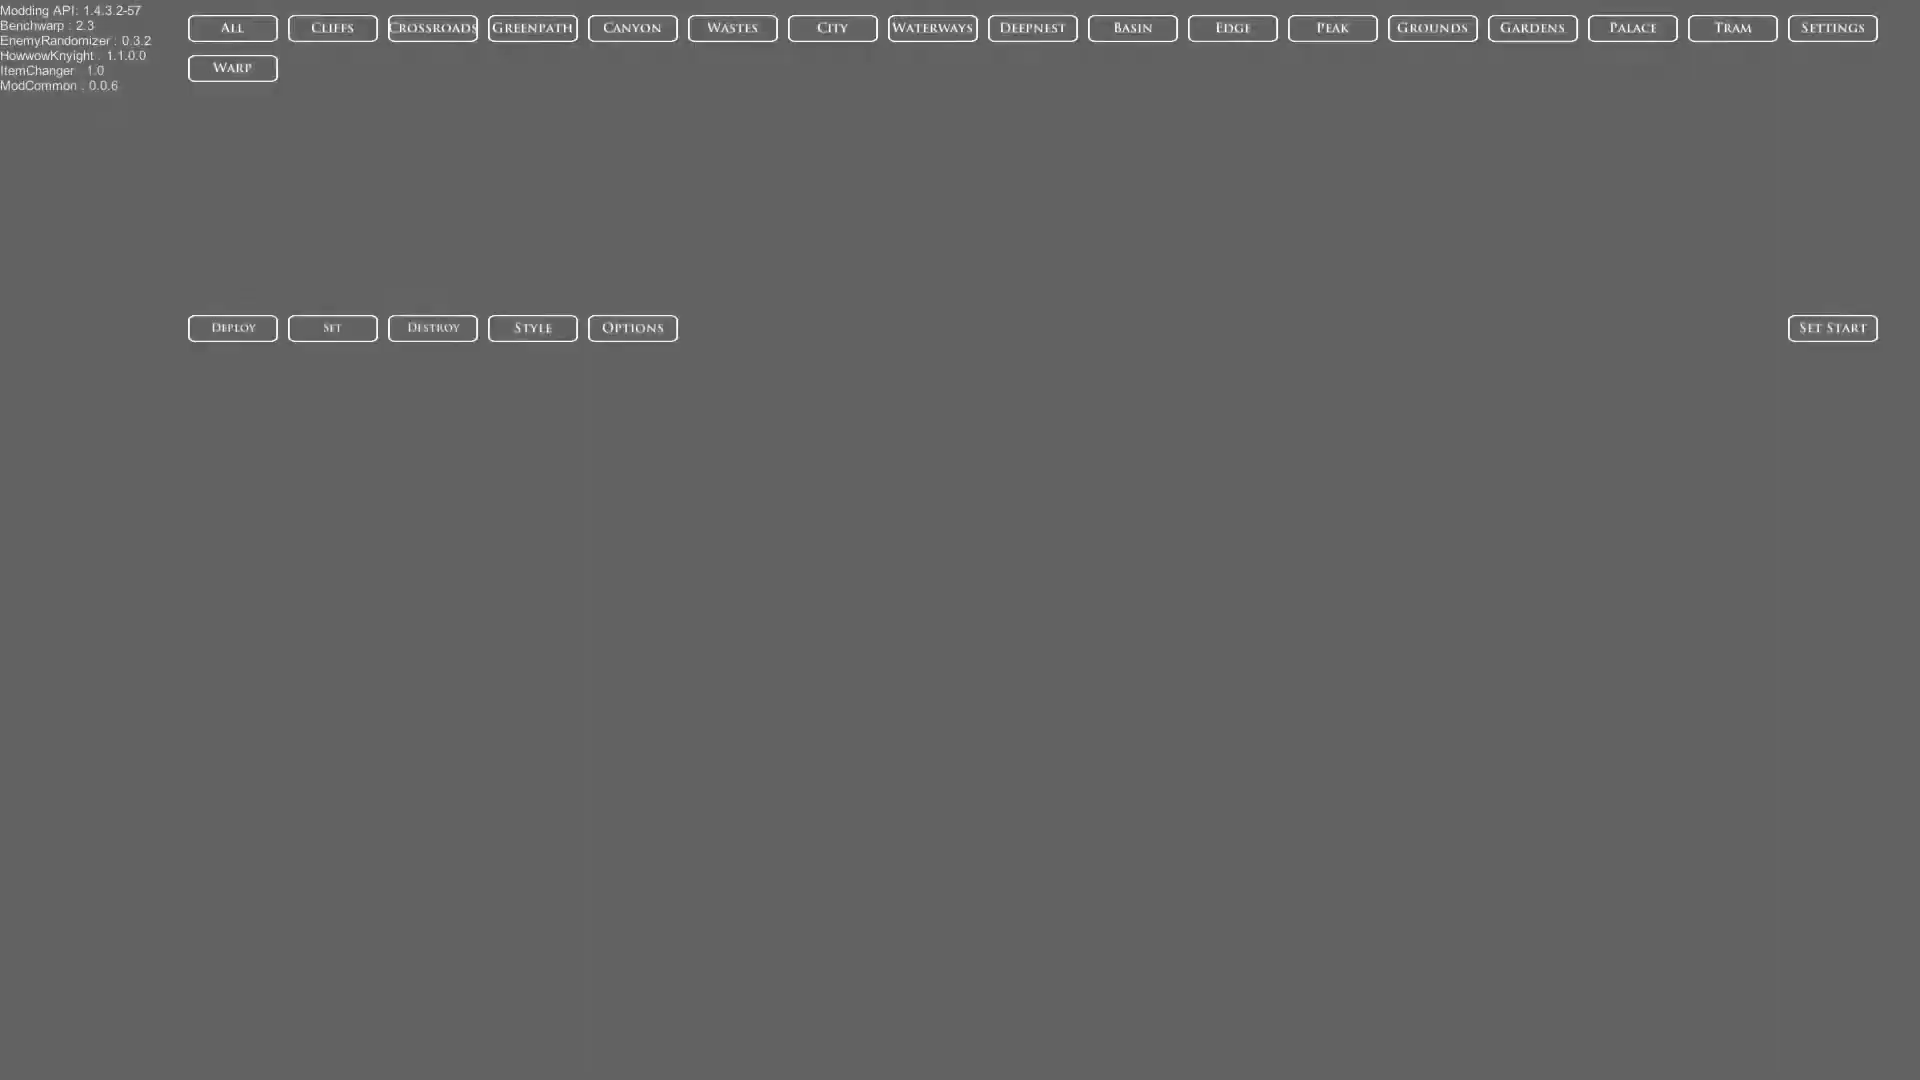 Modding API: 1.4.3.2-57
Benchwarp : 2.3
EnemyRandomizer : 0.3.2
HowwowKnyight : 1.1.0.0
ItemChanger : 1.0
ModCommon : 0.0.6
ALL CLIFFS CROSSROADS GREENPATH CANYON WASTES CITY WATERWAYS DEEPNEST BASIN EDGE PEAK GROUNDS GARDENS PALACE TRAM SETTINGS
WARP
DEPLOY SET DESTROY STYLE OPTIONS SET START